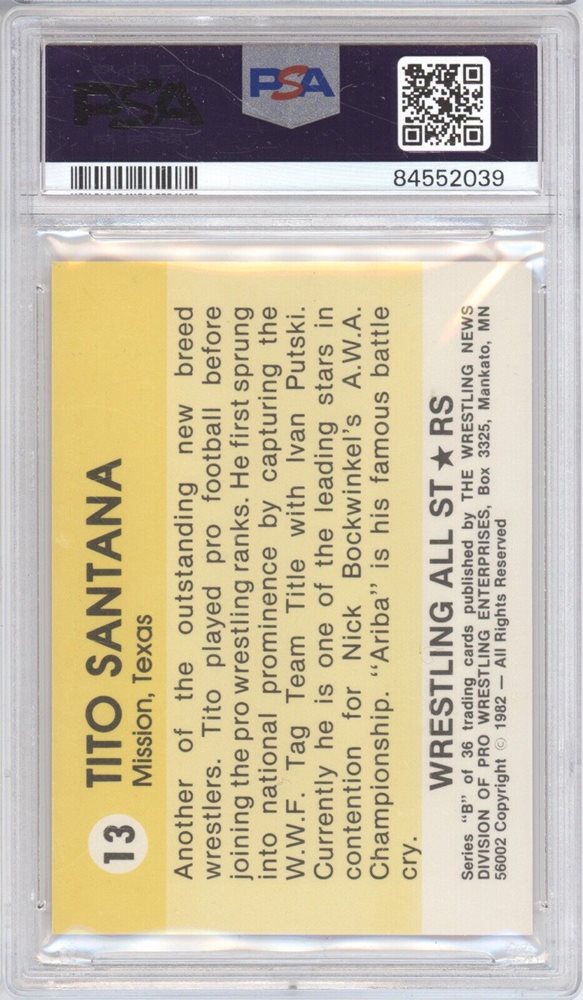 PSA
PSA
84552039
13
TITO SANTANA
Mission, Texas
Another of the outstanding new breed
wrestlers. Tito played pro football before
joining the pro wrestling ranks. He first sprung
into national prominence by capturing the
W.W.F. Tag Team Title with Ivan Putski.
Currently he is one of the leading stars in
contention for Nick Bockwinkel's A.W.A.
Championship. "Ariba" is his famous battle
cry.
WRESTLING ALL ST★RS
Series "B" of 36 trading cards published by THE WRESTLING NEWS
DIVISION OF PRO WRESTLING ENTERPRISES, Box 3325, Mankato, MN
56002 Copyright © 1982 — All Rights Reserved